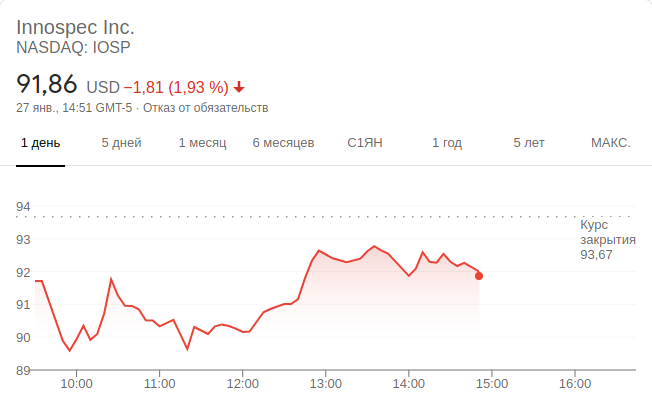 Innospec Inc.
NASDAQ: IOSP
91,86 USD −1,81 (1,93 %)
27 янв., 14:51 GMT-5 · Отказ от обязательств
1 день 5 дней 1 месяц 6 месяцев С1ЯН 1 год 5 лет МАКС.
94
Курс
закрытия
93,67
93
92
91
90
89
10:00 11:00 12:00 13:00 14:00 15:00 16:00